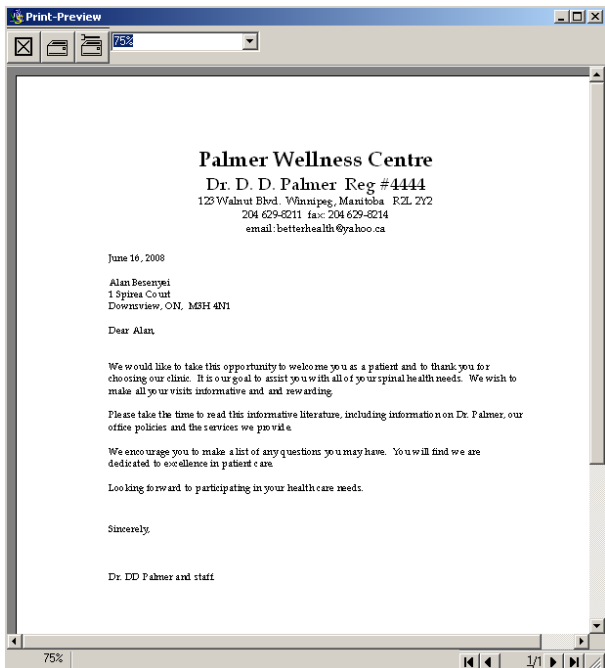 Print-Preview
75%
Palmer Wellness Centre
Dr. D. D. Palmer Reg #4444
123 Walnut Blvd. Winnipeg, Manitoba R2L 2Y2
204 629-8211 fax: 204 629-8214
email: betterhealth@yahoo.ca
June 16, 2008
Alan Besenyei
1 Spirea Court
Downsview, ON, M3H 4N1
Dear Alan,
We would like to take this opportunity to welcome you as a patient and to thank you for
choosing our clinic. It is our goal to assist you with all of your spinal health needs. We wish to
make all your visits informative and and rewarding.
Please take the time to read this informative literature, including information on Dr. Palmer, our
office policies and the services we provide.
We encourage you to make a list of any questions you may have. You will find we are
dedicated to excellence in patient care.
Looking forward to participating in your health care needs.
Sincerely,
Dr. DD Palmer and staff.
75%
1/1